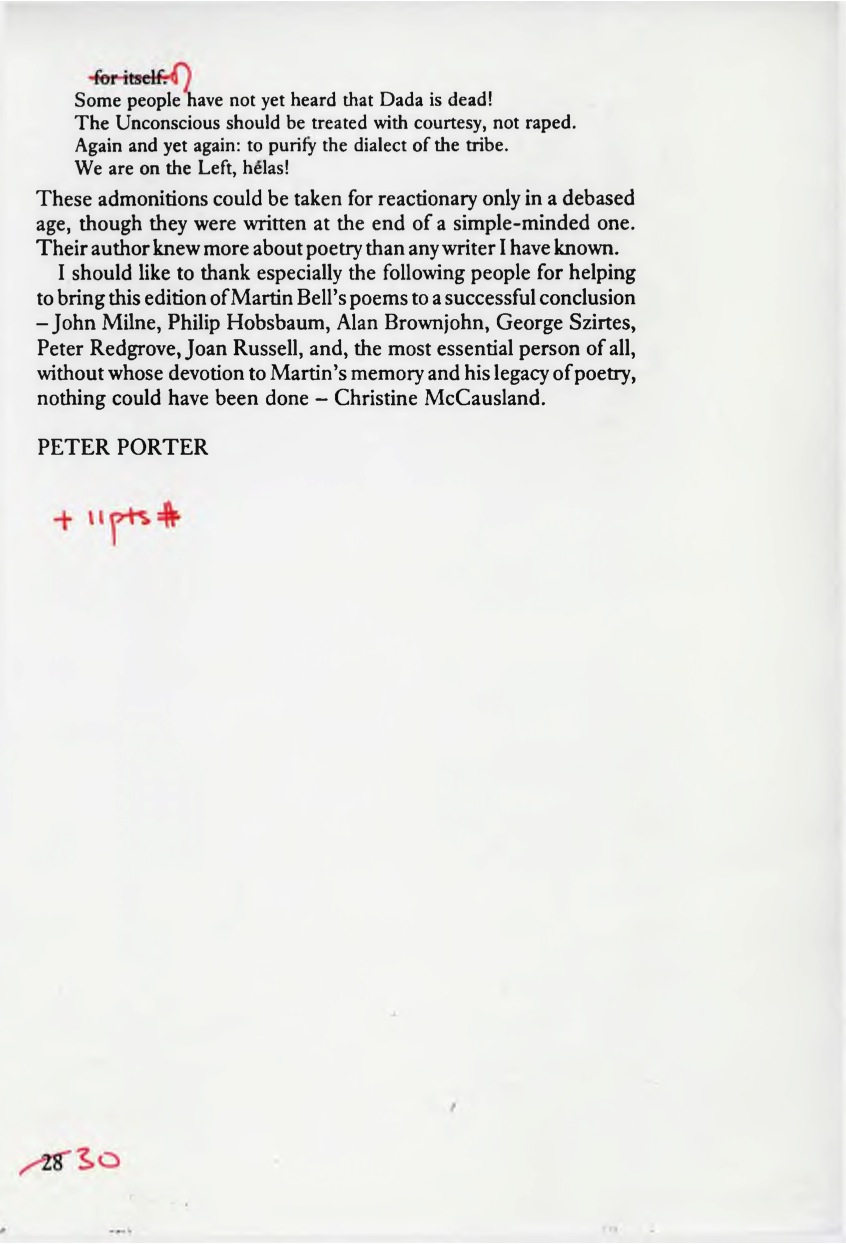 for itself.
Some people have not yet heard that Dada is dead!
The Unconscious should be treated with courtesy, not raped.
Again and yet again: to purify the dialect of the tribe.
We are on the Left, hélas!
These admonitions could be taken for reactionary only in a debased
age, though they were written at the end of a simple-minded one.
Their author knew more about poetry than any writer I have known.
I should like to thank especially the following people for helping
to bring this edition of Martin Bell's poems to a successful conclusion
– John Milne, Philip Hobsbaum, Alan Brownjohn, George Szirtes,
Peter Redgrove, Joan Russell, and, the most essential person of all,
without whose devotion to Martin's memory and his legacy of poetry,
nothing could have been done – Christine McCausland.
PETER PORTER
+ 11pts #
28 30